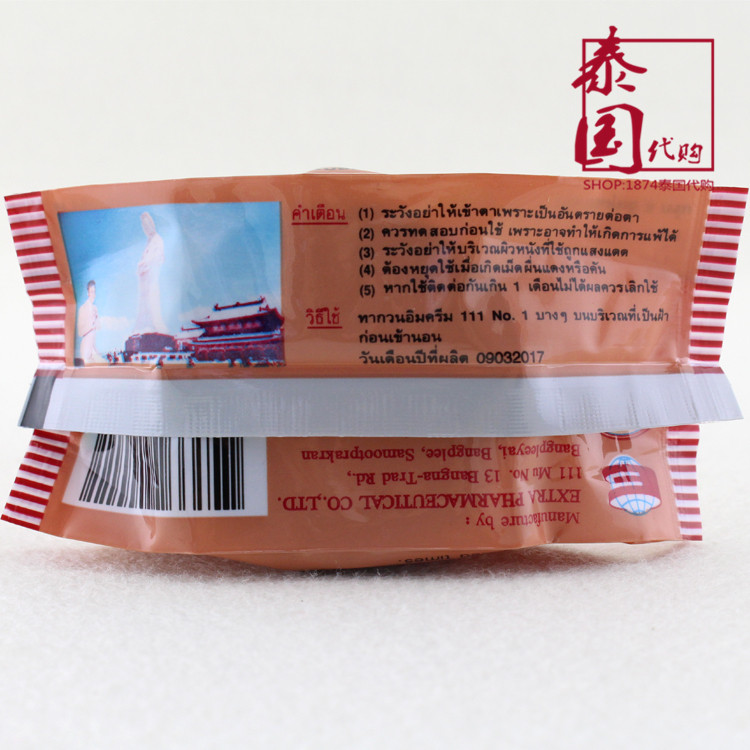 泰国
代购
SHOP:1874泰国代购
คำเตือน (1) ระวังอย่าให้เข้าตาเพราะเป็นอันตรายต่อตา
(2) ควรทดสอบก่อนใช้ เพราะอาจทำให้เกิดการแพ้ได้
(3) ระวังอย่าให้บริเวณผิวหนังที่ใช้ถูกแสงแดด
(4) ต้องหยุดใช้เมื่อเกิดเม็ดผื่นแดงหรือคัน
(5) หากใช้ติดต่อกันเกิน 1 เดือนไม่ได้ผลควรเลิกใช้
วิธีใช้ ทากวนอิมครีม 111 No. 1 บางๆ บนบริเวณที่เป็นฝ้า
ก่อนเข้านอน
วันเดือนปีที่ผลิต 09032017
Manufacture by :
EXTRA PHARMACEUTICAL CO.,LTD.
111 Mu No. 13 Bangna-Trad Rd.,
Bangpleeyai, Bangplee, Samootprakran